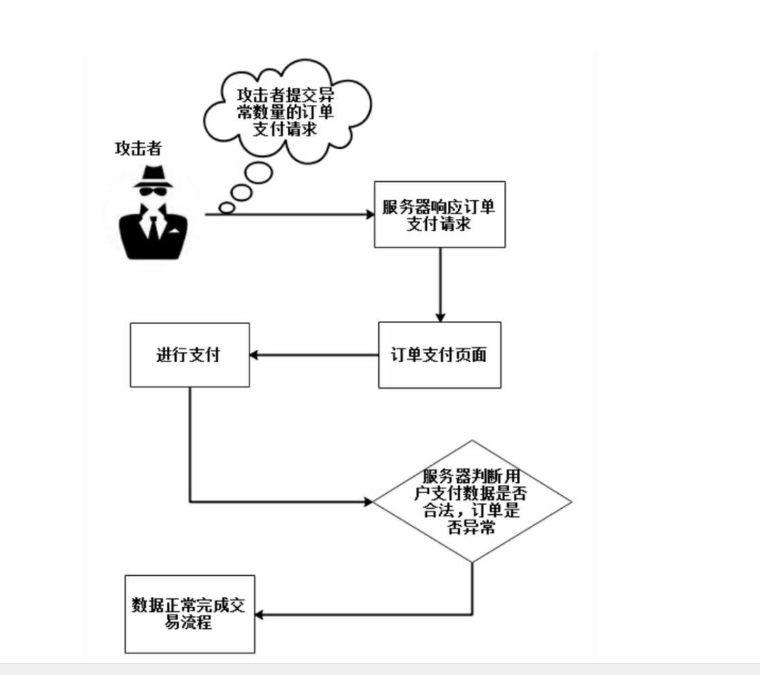 攻击者提交异
常数量的订单
支付请求
攻击者
服务器响应订单
支付请求
进行支付
订单支付页面
服务器判断用
户支付数据是否
合法，订单是
否异常
数据正常完成交
易流程